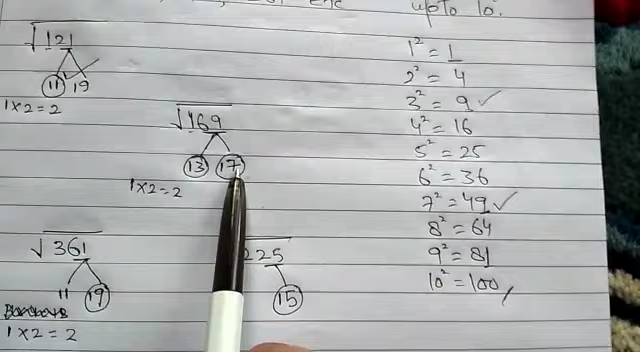 upto 10.
√121
11 19
1×2=2
√169
13 17
1×2=2
√361
11 19
1×2=2
225
15
1² = 1
2² = 4
3² = 9 ✓
4² = 16
5² = 25
6² = 36
7² = 49 ✓
8² = 64
9² = 81
10² = 100,